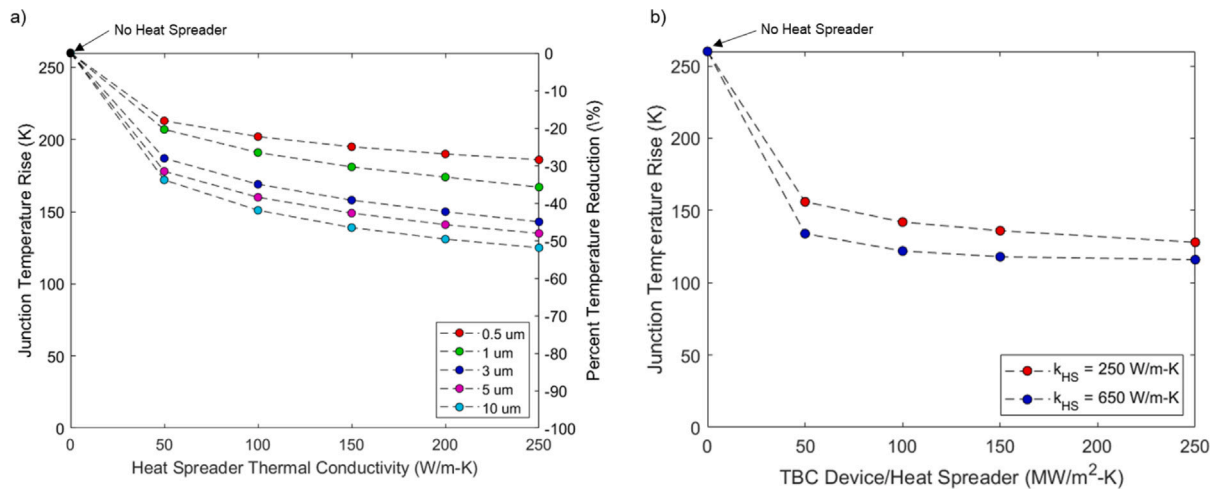 a)
No Heat Spreader
250
200
150
100
50
0
Junction Temperature Rise (K)
0
-10
-20
-30
-40
-50
-60
-70
-80
-90
-100
Percent Temperature Reduction (\%)
0.5 um
1 um
3 um
5 um
10 um
0 50 100 150 200 250
Heat Spreader Thermal Conductivity (W/m-K)
b)
No Heat Spreader
250
200
150
100
50
0
Junction Temperature Rise (K)
k_HS = 250 W/m-K
k_HS = 650 W/m-K
0 50 100 150 200 250
TBC Device/Heat Spreader (MW/m²-K)